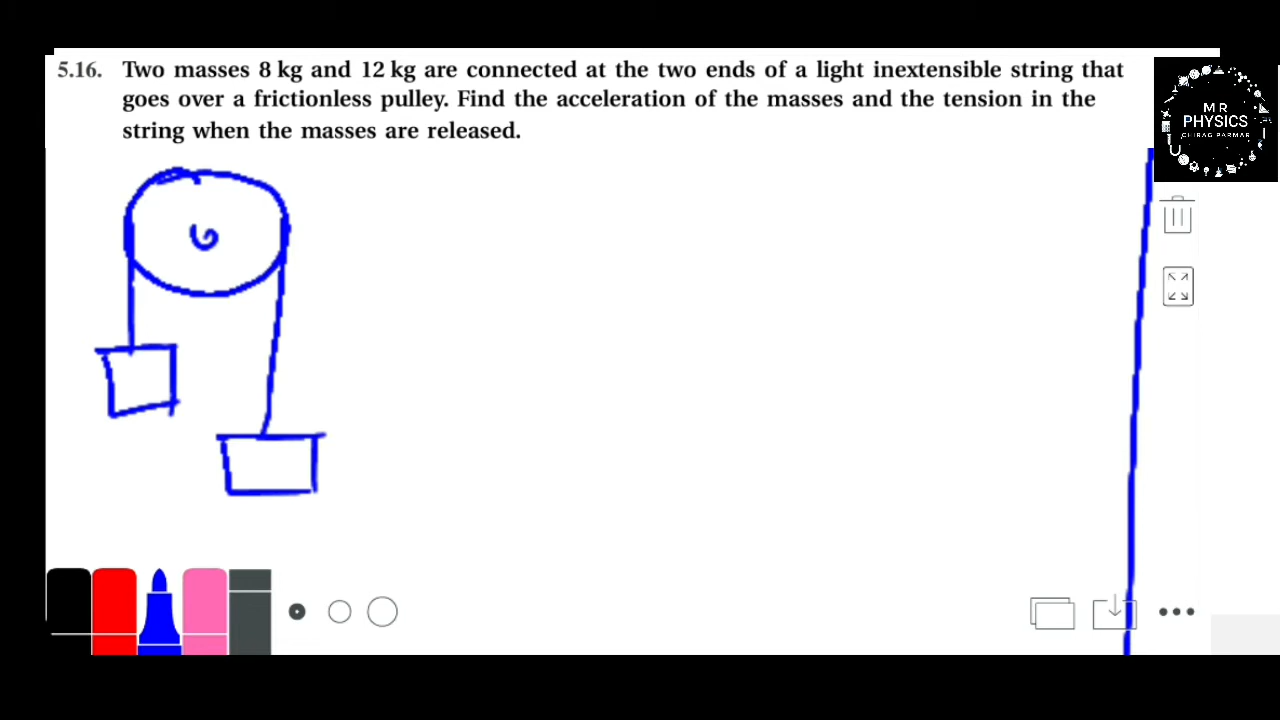 5.16. Two masses 8 kg and 12 kg are connected at the two ends of a light inextensible string that
goes over a frictionless pulley. Find the acceleration of the masses and the tension in the
string when the masses are released.
MR
PHYSICS
CHIRAG PARMAR